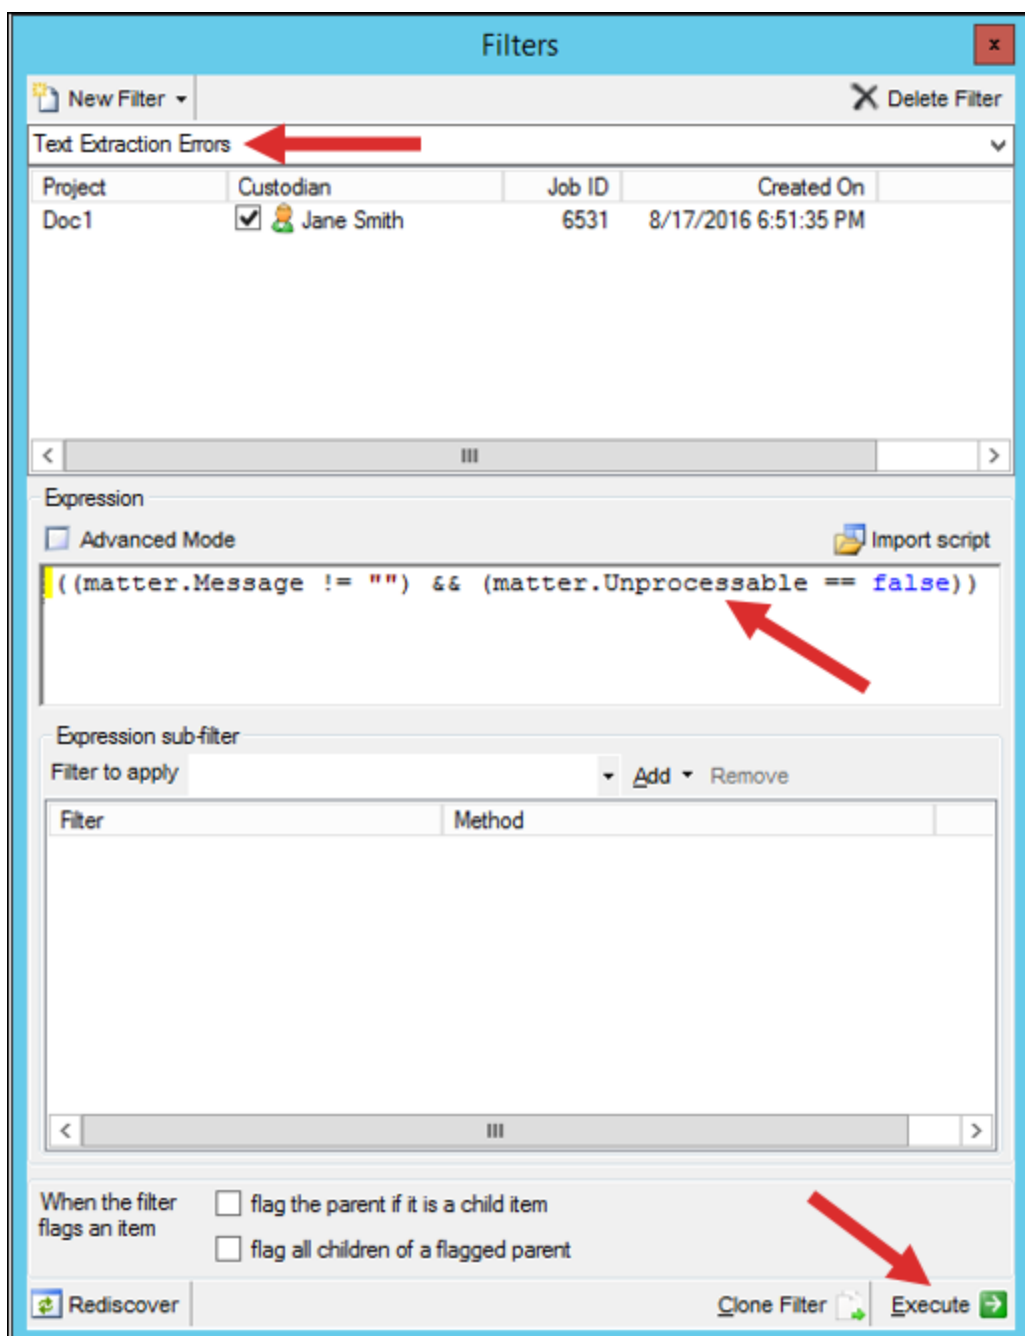 Filters
x
New Filter Delete Filter
Text Extraction Errors
Project Custodian Job ID Created On
Doc1 Jane Smith 6531 8/17/2016 6:51:35 PM
Expression
Advanced Mode Import script
((matter.Message != "") && (matter.Unprocessable == false))
Expression sub-filter
Filter to apply Add Remove
Filter Method
When the filter
flags an item
flag the parent if it is a child item
flag all children of a flagged parent
Rediscover Clone Filter Execute